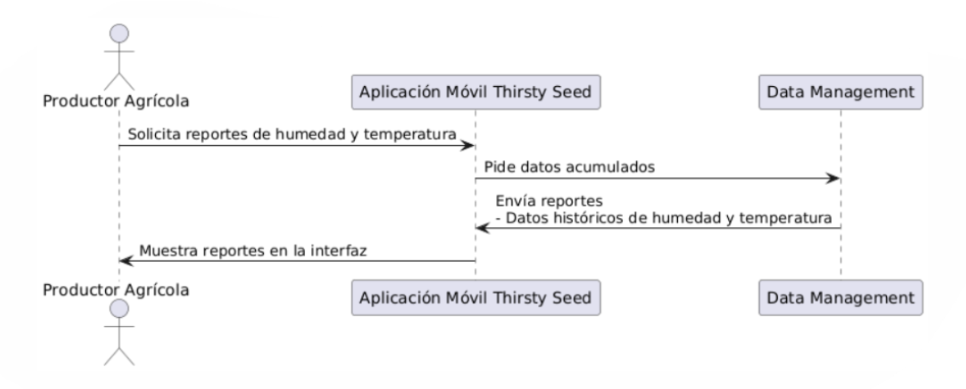 Productor Agrícola
Aplicación Móvil Thirsty Seed
Data Management
Solicita reportes de humedad y temperatura
Pide datos acumulados
Envía reportes
- Datos históricos de humedad y temperatura
Muestra reportes en la interfaz
Productor Agrícola
Aplicación Móvil Thirsty Seed
Data Management